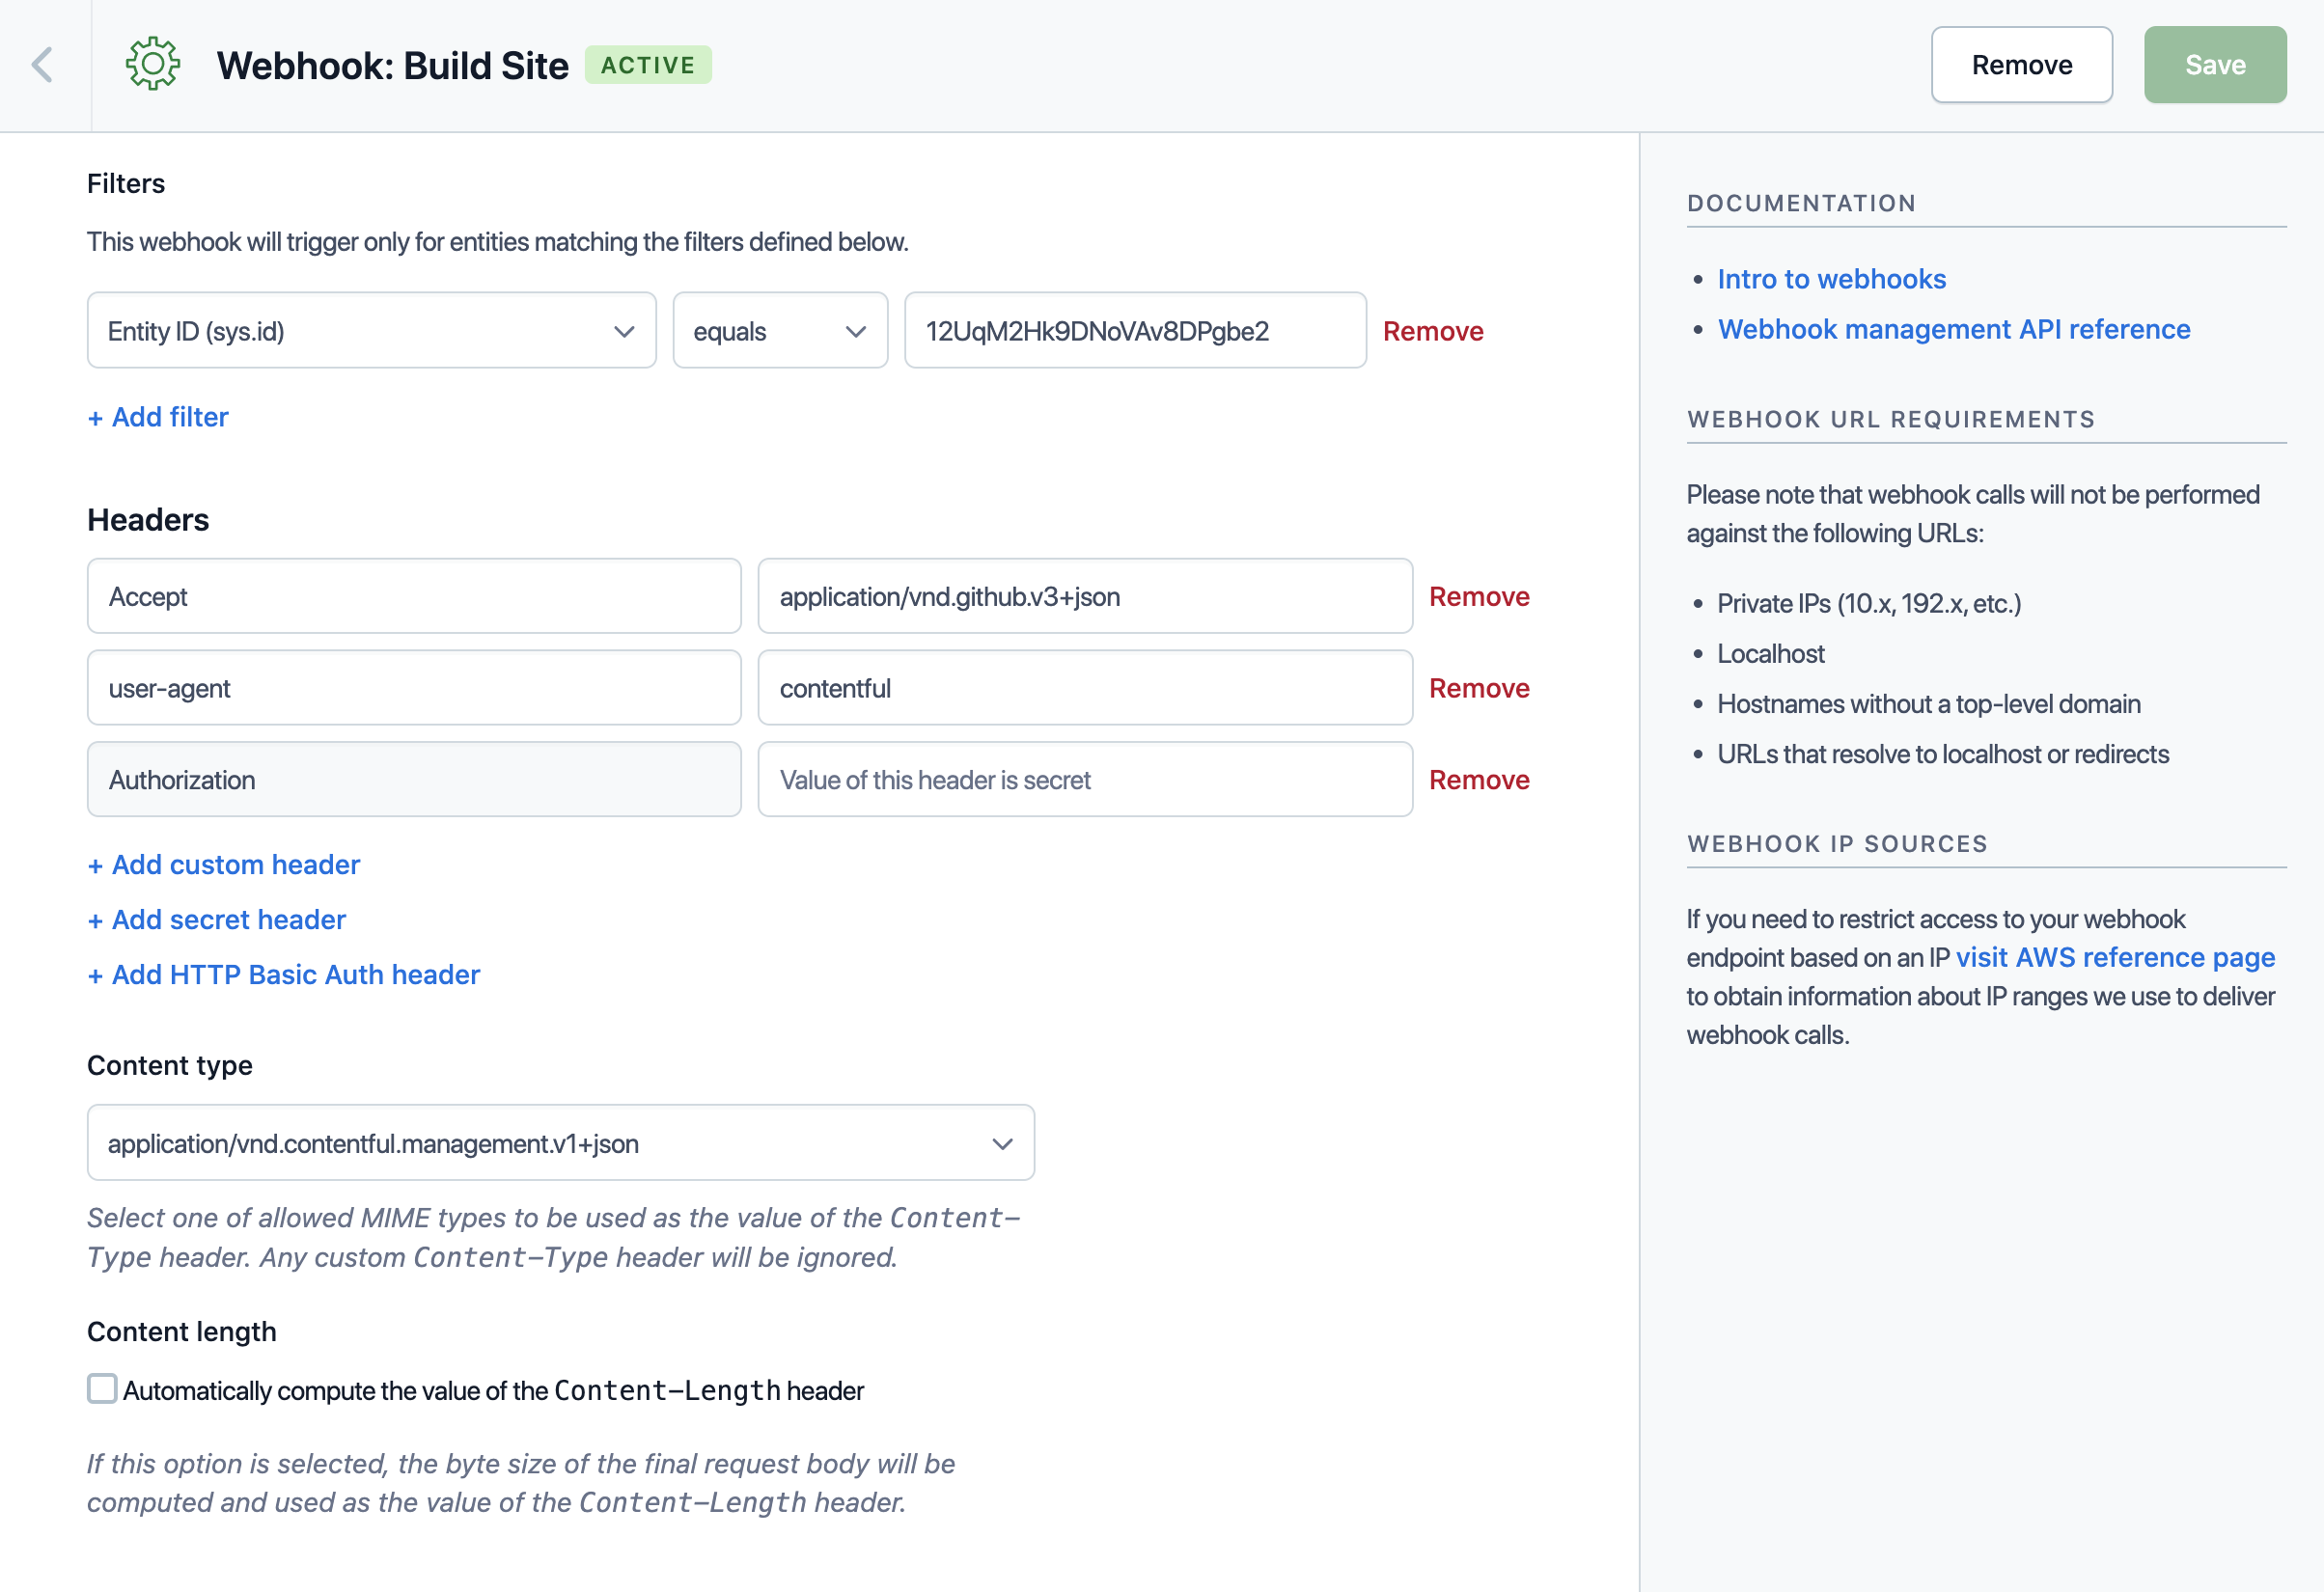 Webhook: Build Site
ACTIVE
Remove
Save
Filters
This webhook will trigger only for entities matching the filters defined below.
Entity ID (sys.id)
equals
12UqM2Hk9DNoVAv8DPgbe2
Remove
+ Add filter
Headers
Accept
application/vnd.github.v3+json
Remove
user-agent
contentful
Remove
Authorization
Value of this header is secret
Remove
+ Add custom header
+ Add secret header
+ Add HTTP Basic Auth header
Content type
application/vnd.contentful.management.v1+json
Select one of allowed MIME types to be used as the value of the Content-
Type header. Any custom Content-Type header will be ignored.
Content length
Automatically compute the value of the Content-Length header
If this option is selected, the byte size of the final request body will be
computed and used as the value of the Content-Length header.
DOCUMENTATION
• Intro to webhooks
• Webhook management API reference
WEBHOOK URL REQUIREMENTS
Please note that webhook calls will not be performed
against the following URLs:
• Private IPs (10.x, 192.x, etc.)
• Localhost
• Hostnames without a top-level domain
• URLs that resolve to localhost or redirects
WEBHOOK IP SOURCES
If you need to restrict access to your webhook
endpoint based on an IP visit AWS reference page
to obtain information about IP ranges we use to deliver
webhook calls.